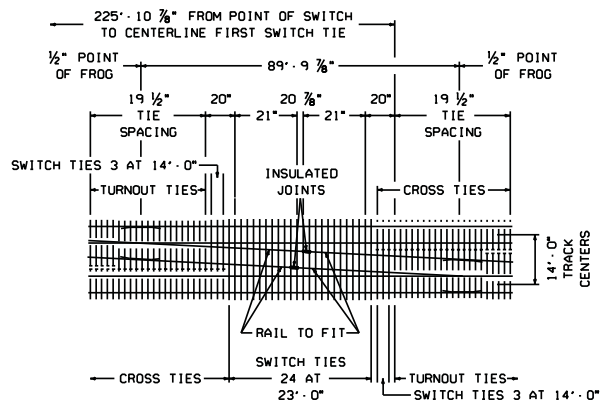 225'-10 7/8" FROM POINT OF SWITCH
TO CENTERLINE FIRST SWITCH TIE
1/2" POINT
OF FROG
89'-9 7/8"
1/2" POINT
OF FROG
19 1/2"
TIE
SPACING
20"
21"
20 7/8"
21"
20"
19 1/2"
TIE
SPACING
SWITCH TIES 3 AT 14'-0"
INSULATED
JOINTS
TURNOUT TIES
CROSS TIES
14'-0"
TRACK
CENTERS
RAIL TO FIT
CROSS TIES
SWITCH TIES
24 AT
23'-0"
TURNOUT TIES
SWITCH TIES 3 AT 14'-0"